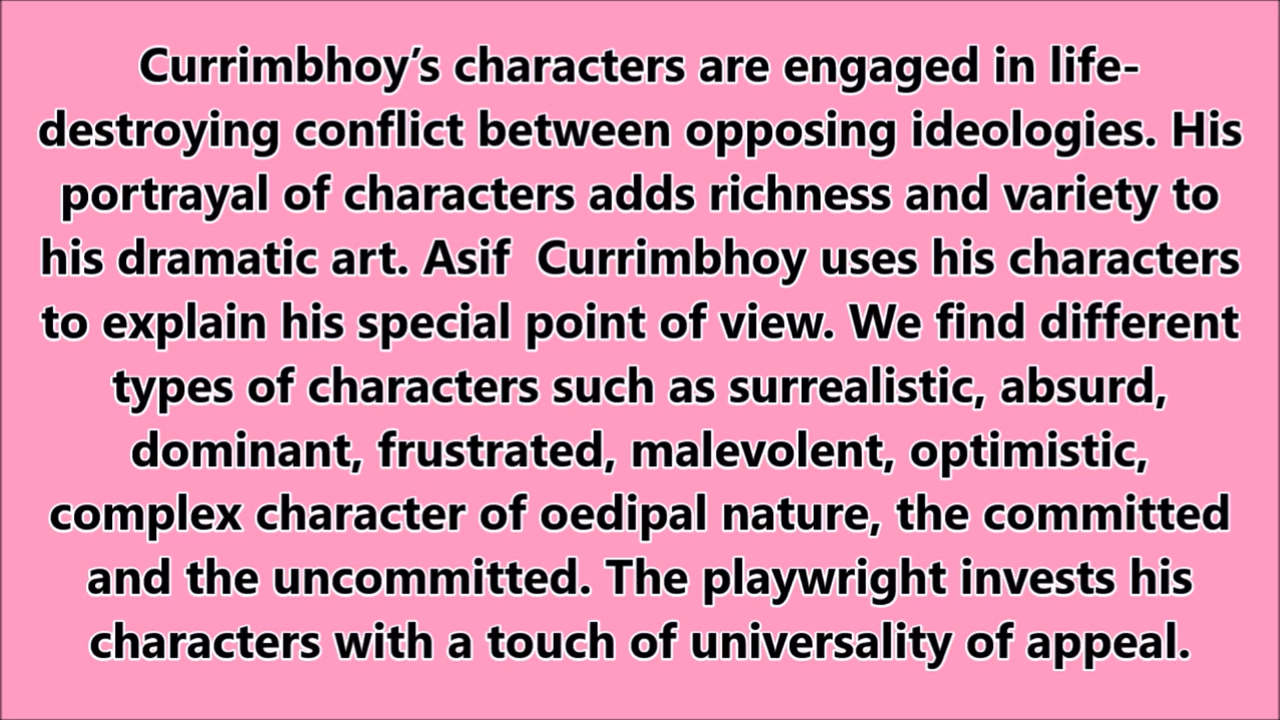 Currimbhoy’s characters are engaged in life-
destroying conflict between opposing ideologies. His
portrayal of characters adds richness and variety to
his dramatic art. Asif  Currimbhoy uses his characters
to explain his special point of view. We find different
types of characters such as surrealistic, absurd,
dominant, frustrated, malevolent, optimistic,
complex character of oedipal nature, the committed
and the uncommitted. The playwright invests his
characters with a touch of universality of appeal.